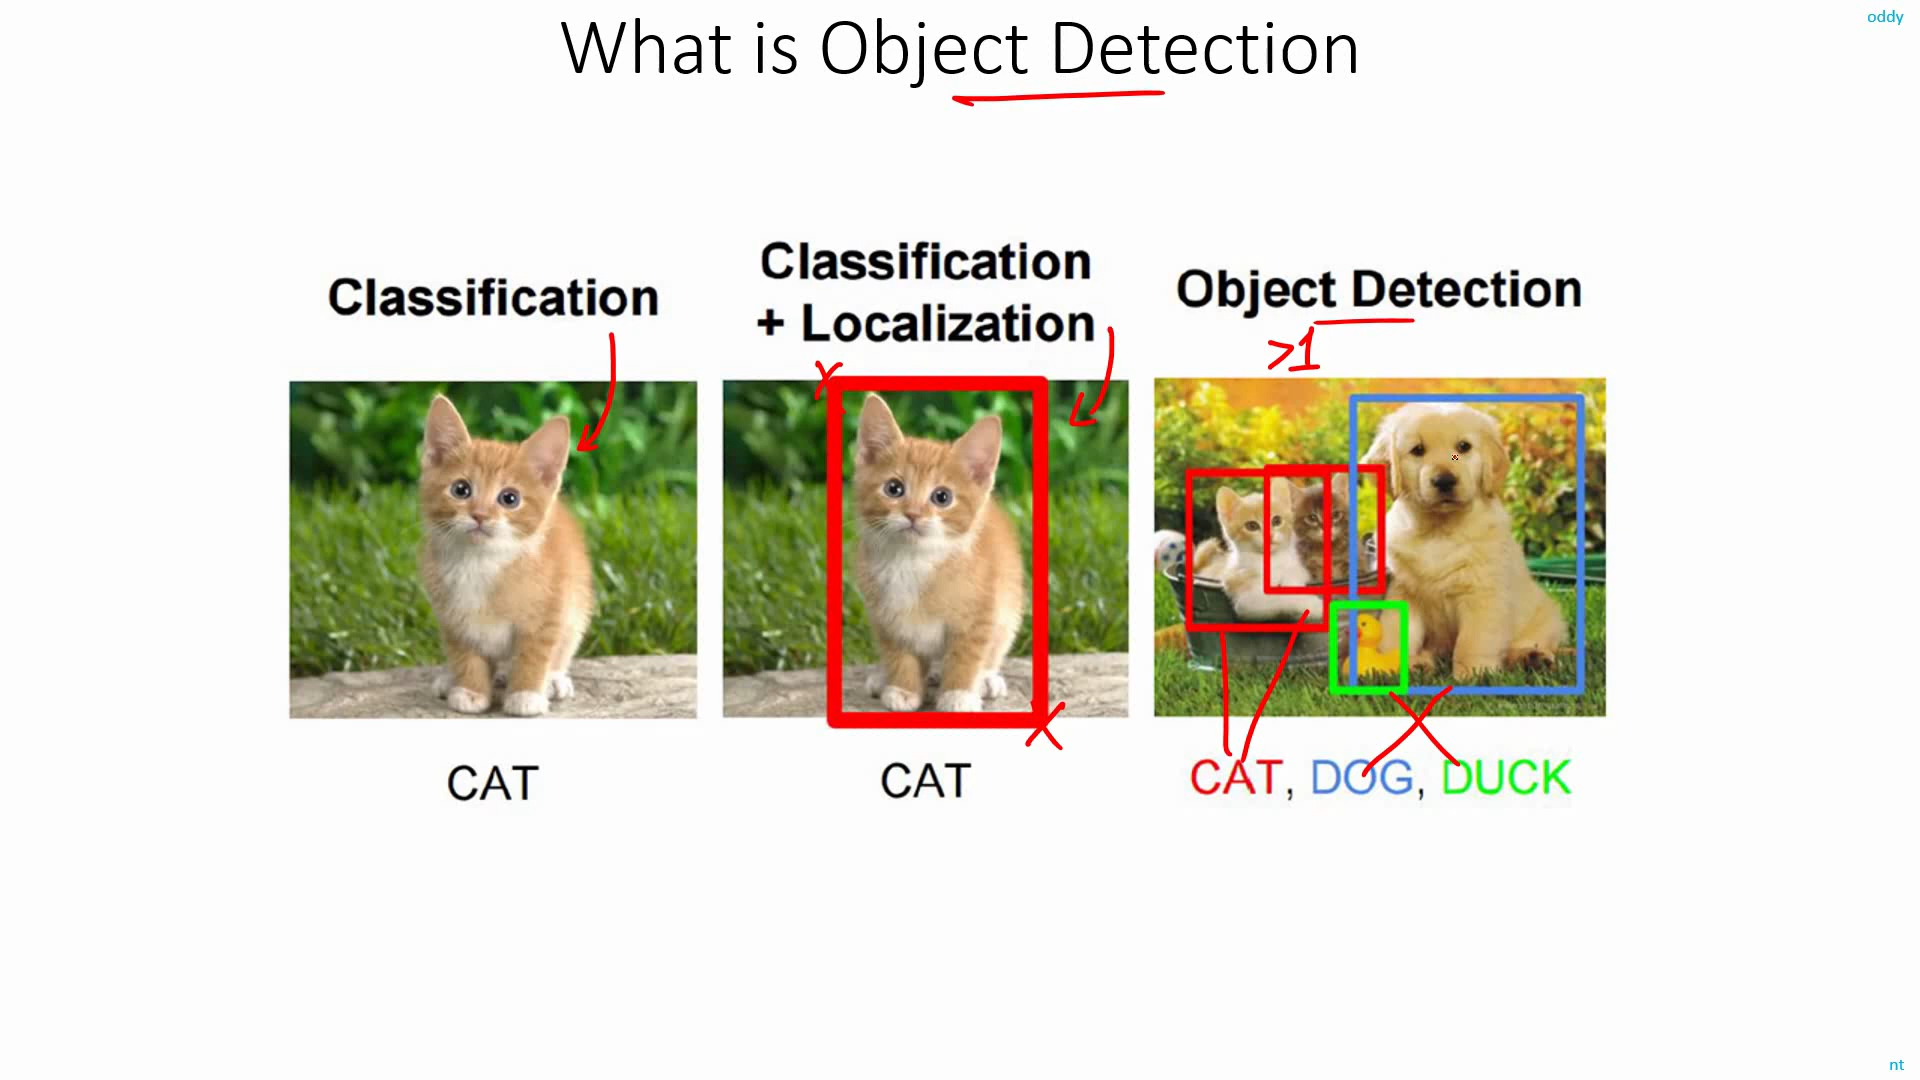 oddy
What is Object Detection
Classification
Classification
+ Localization
Object Detection
>1
CAT
CAT
CAT, DOG, DUCK
nt